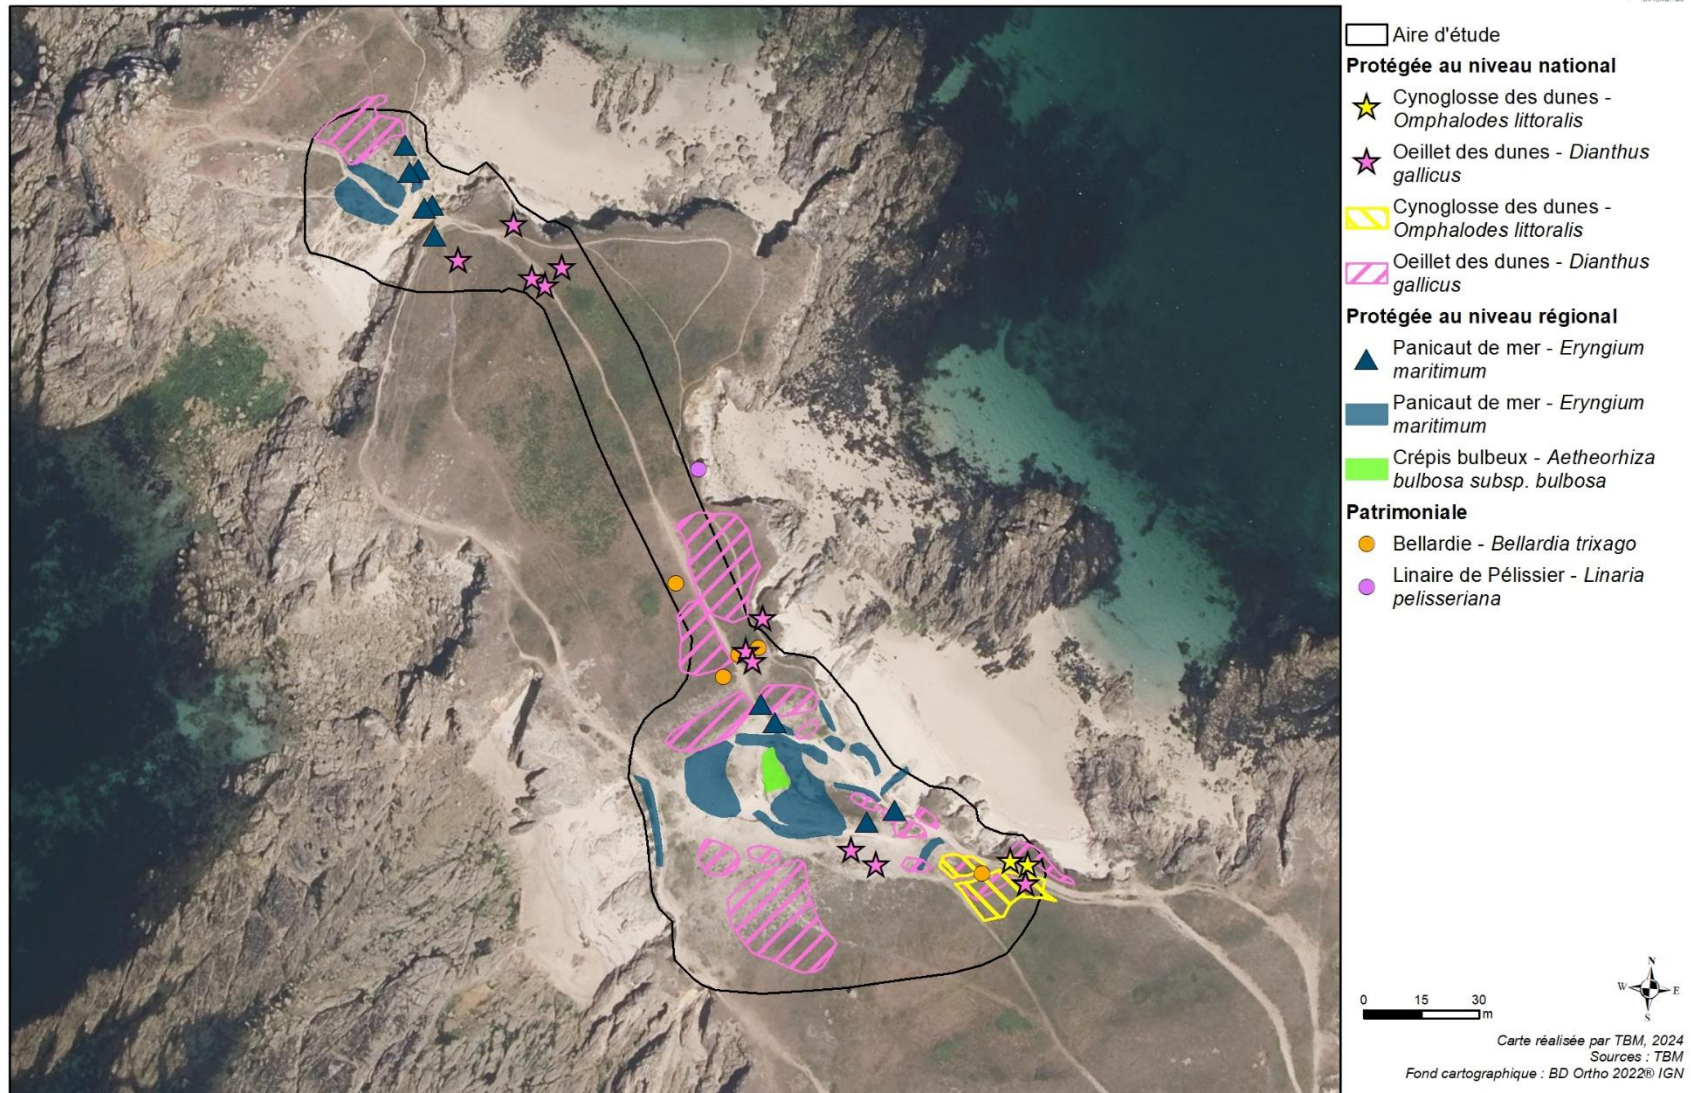 Aire d'étude
Protégée au niveau national
Cynoglosse des dunes -
Omphalodes littoralis
Oeillet des dunes - Dianthus
gallicus
Cynoglosse des dunes -
Omphalodes littoralis
Oeillet des dunes - Dianthus
gallicus
Protégée au niveau régional
Panicaut de mer - Eryngium
maritimum
Panicaut de mer - Eryngium
maritimum
Crépis bulbeux - Aetheorhiza
bulbosa subsp. bulbosa
Patrimoniale
Bellardie - Bellardia trixago
Linaire de Pélissier - Linaria
pelisseriana
N
W E
S
0 15 30
m
Carte réalisée par TBM, 2024
Sources : TBM
Fond cartographique : BD Ortho 2022® IGN